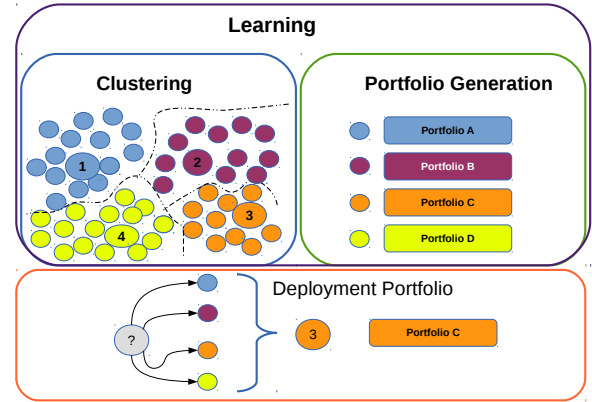 Learning
Clustering
Portfolio Generation
1
2
3
4
Portfolio A
Portfolio B
Portfolio C
Portfolio D
Deployment Portfolio
?
3
Portfolio C